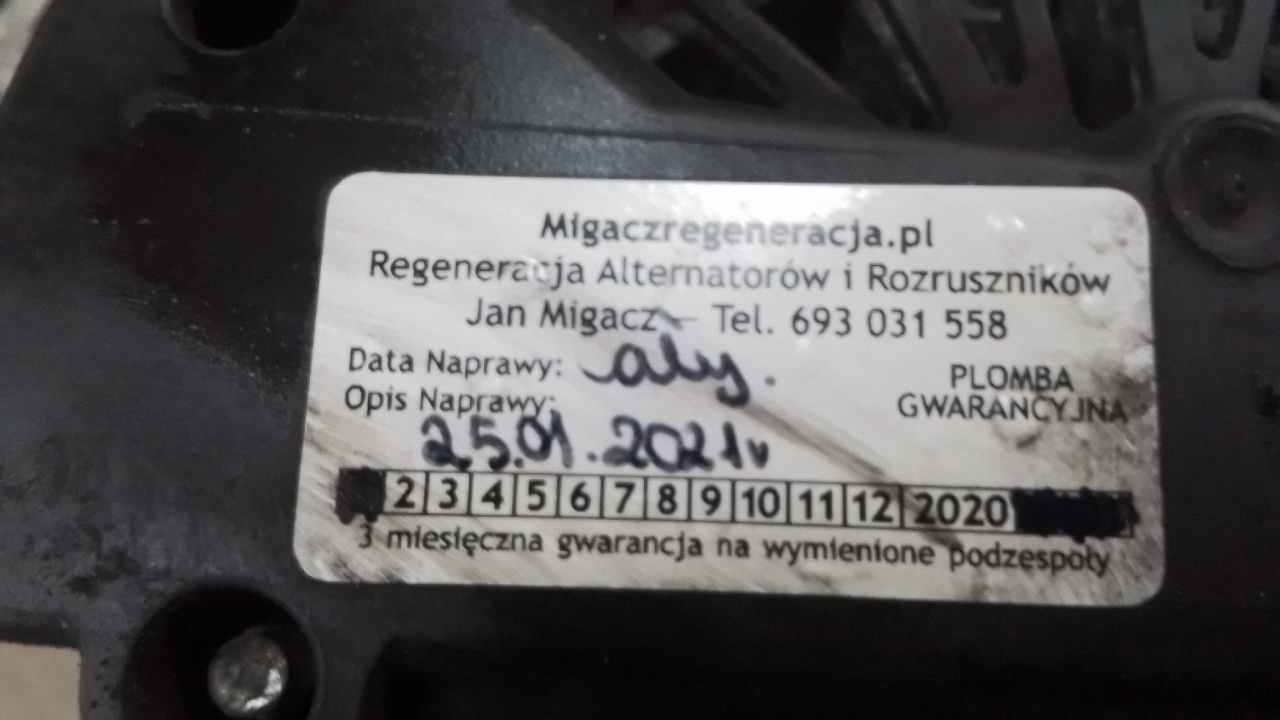 Migaczregeneracja.pl
Regeneracja Alternatorów i Rozruszników
Jan Migacz - Tel. 693 031 558
Data Naprawy:
Opis Naprawy:
PLOMBA
GWARANCYJNA
25.01.2021r
2 3 4 5 6 7 8 9 10 11 12 2020
3 miesięczna gwarancja na wymienione podzespoły